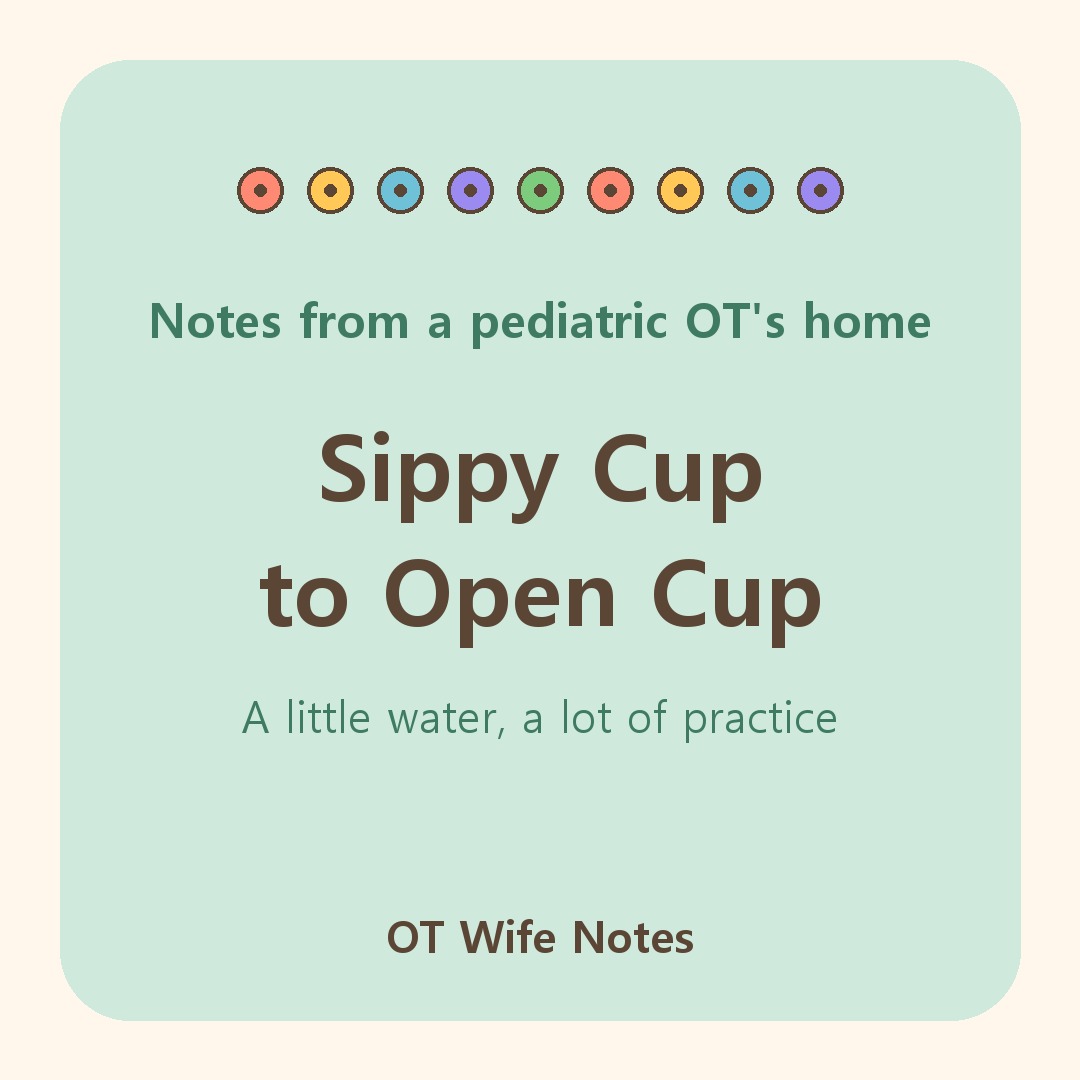 Notes from a pediatric OT's home
Sippy Cup
to Open Cup
A little water, a lot of practice
OT Wife Notes